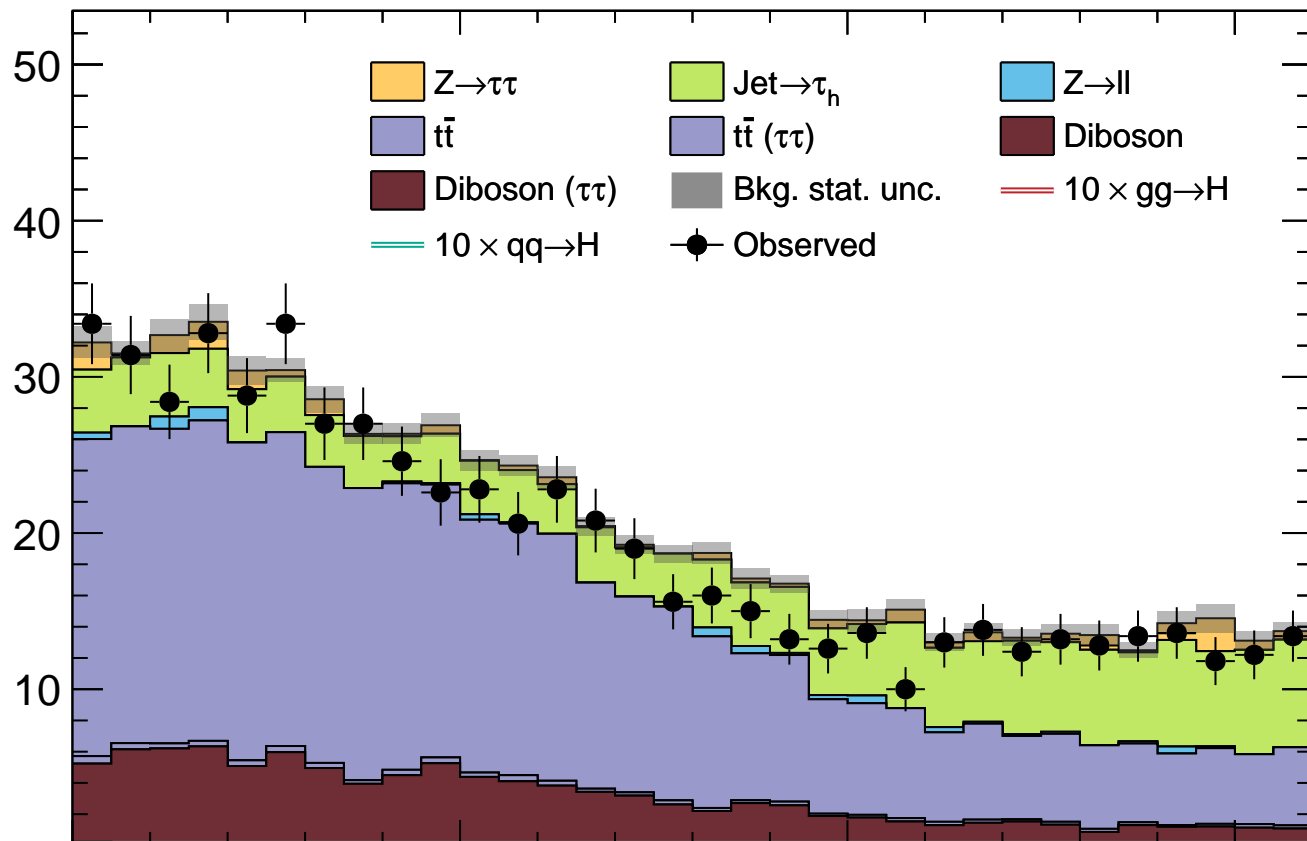 50
40
30
20
10
Z→ττ Jet→τh Z→ll
tt̄ tt̄ (ττ) Diboson
Diboson (ττ) Bkg. stat. unc. 10 × gg→H
10 × qq→H Observed